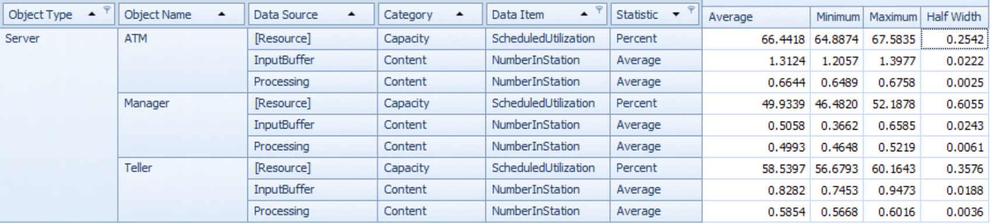 Object Type Object Name Data Source Category Data Item Statistic Average Minimum Maximum Half Width
Server ATM [Resource] Capacity ScheduledUtilization Percent 66.4418 64.8874 67.5835 0.2542
InputBuffer Content NumberInStation Average 1.3124 1.2057 1.3977 0.0222
Processing Content NumberInStation Average 0.6644 0.6489 0.6758 0.0025
Manager [Resource] Capacity ScheduledUtilization Percent 49.9339 46.4820 52.1878 0.6055
InputBuffer Content NumberInStation Average 0.5058 0.3662 0.6585 0.0243
Processing Content NumberInStation Average 0.4993 0.4648 0.5219 0.0061
Teller [Resource] Capacity ScheduledUtilization Percent 58.5397 56.6793 60.1643 0.3576
InputBuffer Content NumberInStation Average 0.8282 0.7453 0.9473 0.0188
Processing Content NumberInStation Average 0.5854 0.5668 0.6016 0.0036